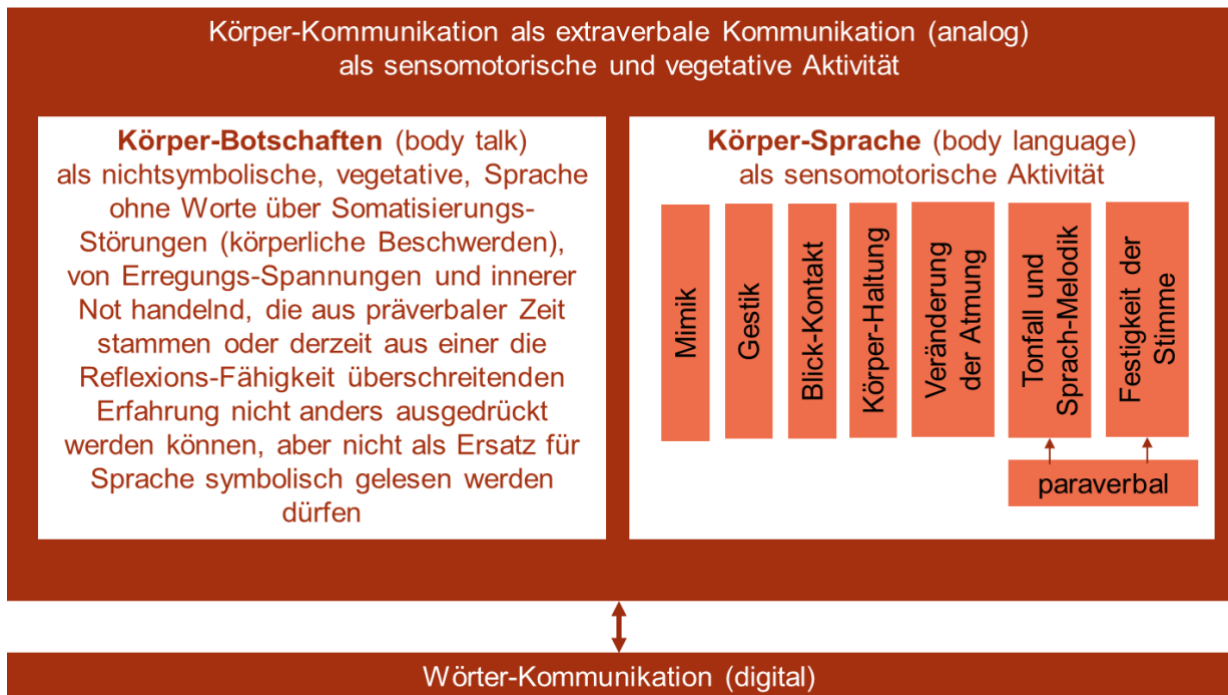 Körper-Kommunikation als extraverbale Kommunikation (analog)
als sensomotorische und vegetative Aktivität
Körper-Botschaften (body talk)
als nichtsymbolische, vegetative, Sprache
ohne Worte über Somatisierungs-
Störungen (körperliche Beschwerden),
von Erregungs-Spannungen und innerer
Not handelnd, die aus präverbaler Zeit
stammen oder derzeit aus einer die
Reflexions-Fähigkeit überschreitenden
Erfahrung nicht anders ausgedrückt
werden können, aber nicht als Ersatz für
Sprache symbolisch gelesen werden
dürfen
Körper-Sprache (body language)
als sensomotorische Aktivität
Mimik
Gestik
Blick-Kontakt
Körper-Haltung
Veränderung
der Atmung
Tonfall und
Sprach-Melodik
Festigkeit der
Stimme
paraverbal
Wörter-Kommunikation (digital)